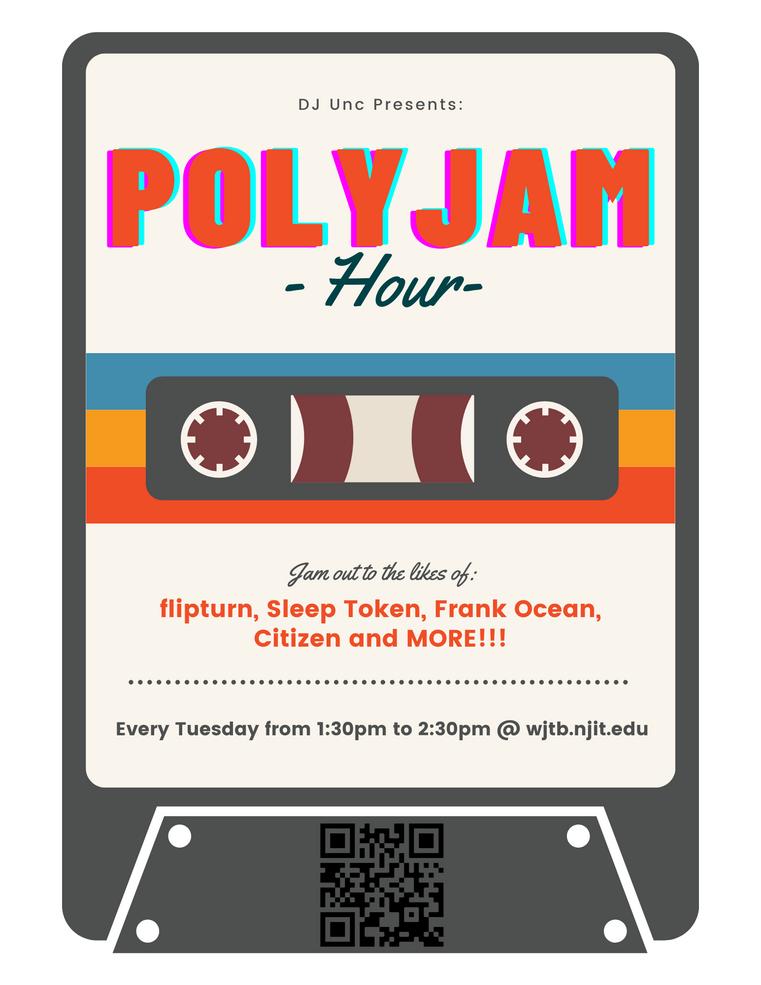 DJ Unc Presents:
POLYJAM
- Hour-
Jam out to the likes of:
flipturn, Sleep Token, Frank Ocean,
Citizen and MORE!!!
Every Tuesday from 1:30pm to 2:30pm @ wjtb.njit.edu